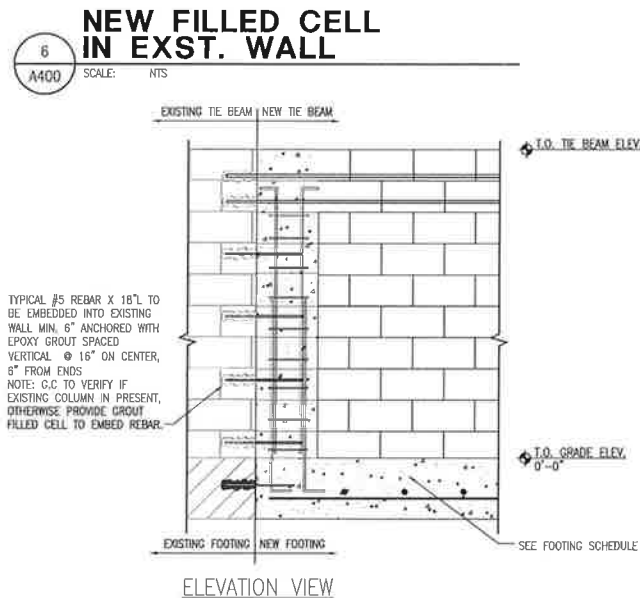 6
A400
NEW FILLED CELL
IN EXST. WALL
SCALE: NTS
EXISTING TIE BEAM NEW TIE BEAM
T.O. TIE BEAM ELEV.
TYPICAL #5 REBAR X 18"L TO
BE EMBEDDED INTO EXISTING
WALL MIN. 6" ANCHORED WITH
EPOXY GROUT SPACED
VERTICAL @ 16" ON CENTER,
8" FROM ENDS
NOTE: G.C TO VERIFY IF
EXISTING COLUMN IN PRESENT,
OTHERWISE PROVIDE GROUT
FILLED CELL TO EMBED REBAR.
T.O. GRADE ELEV.
0'-0"
EXISTING FOOTING NEW FOOTING
SEE FOOTING SCHEDULE
ELEVATION VIEW